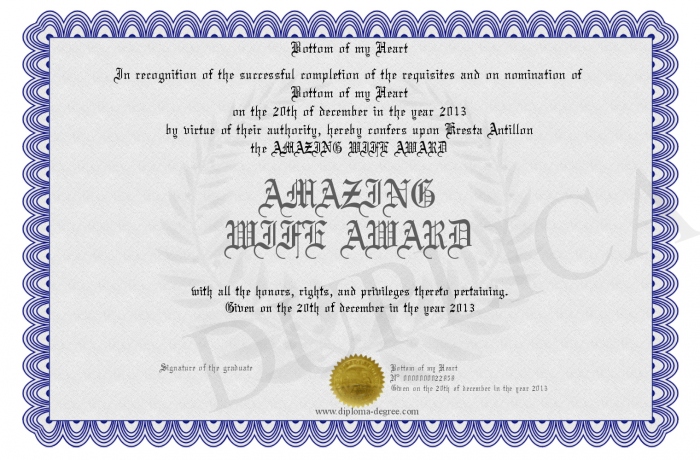 Bottom of my Heart
In recognition of the successful completion of the requisites and on nomination of
Bottom of my Heart
on the 20th of december in the year 2013
by virtue of their authority, hereby confers upon Kresta Antillon
the AMAZING WIFE AWARD
AMAZING
WIFE AWARD
with all the honors, rights, and privileges thereto pertaining.
Given on the 20th of december in the year 2013
Signature of the graduate
Bottom of my Heart
Nº 0000000022959
Given on the 20th of december in the year 2013
www.diploma-degree.com
DUPLICA